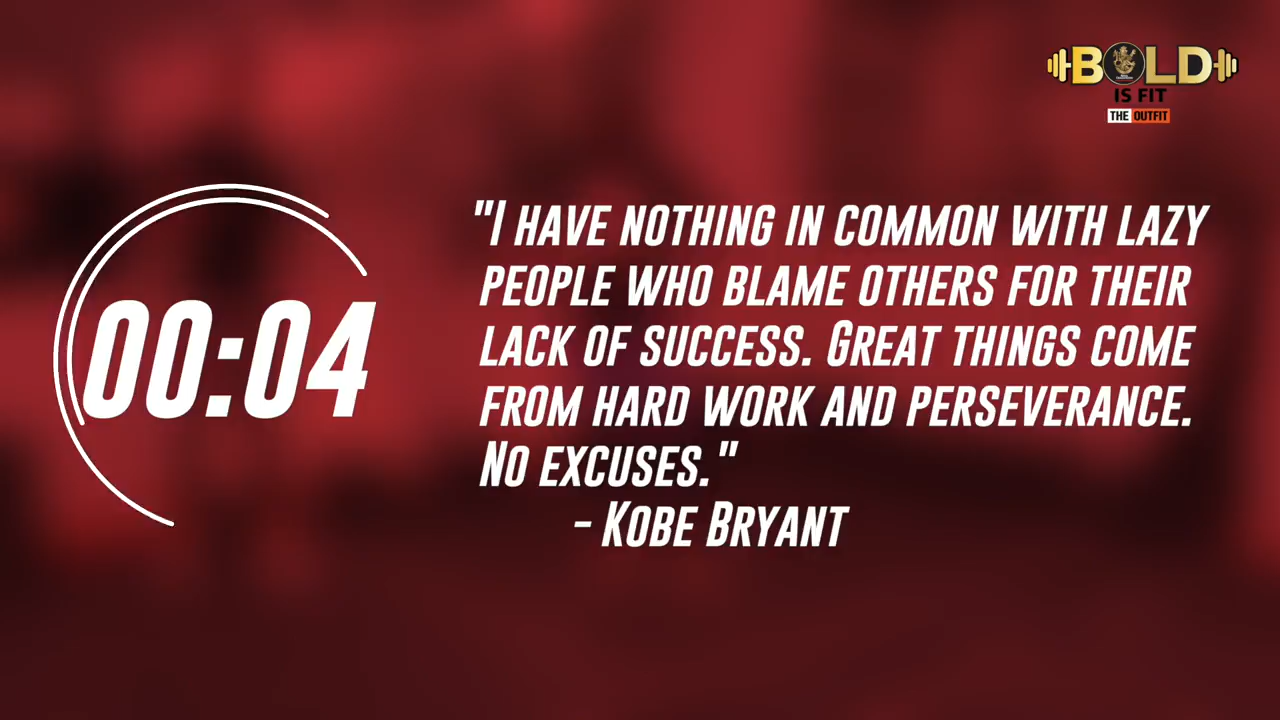 BOLD
IS FIT
THE OUTFIT
"I HAVE NOTHING IN COMMON WITH LAZY
PEOPLE WHO BLAME OTHERS FOR THEIR
LACK OF SUCCESS. GREAT THINGS COME
FROM HARD WORK AND PERSEVERANCE.
NO EXCUSES."
- KOBE BRYANT
00:04